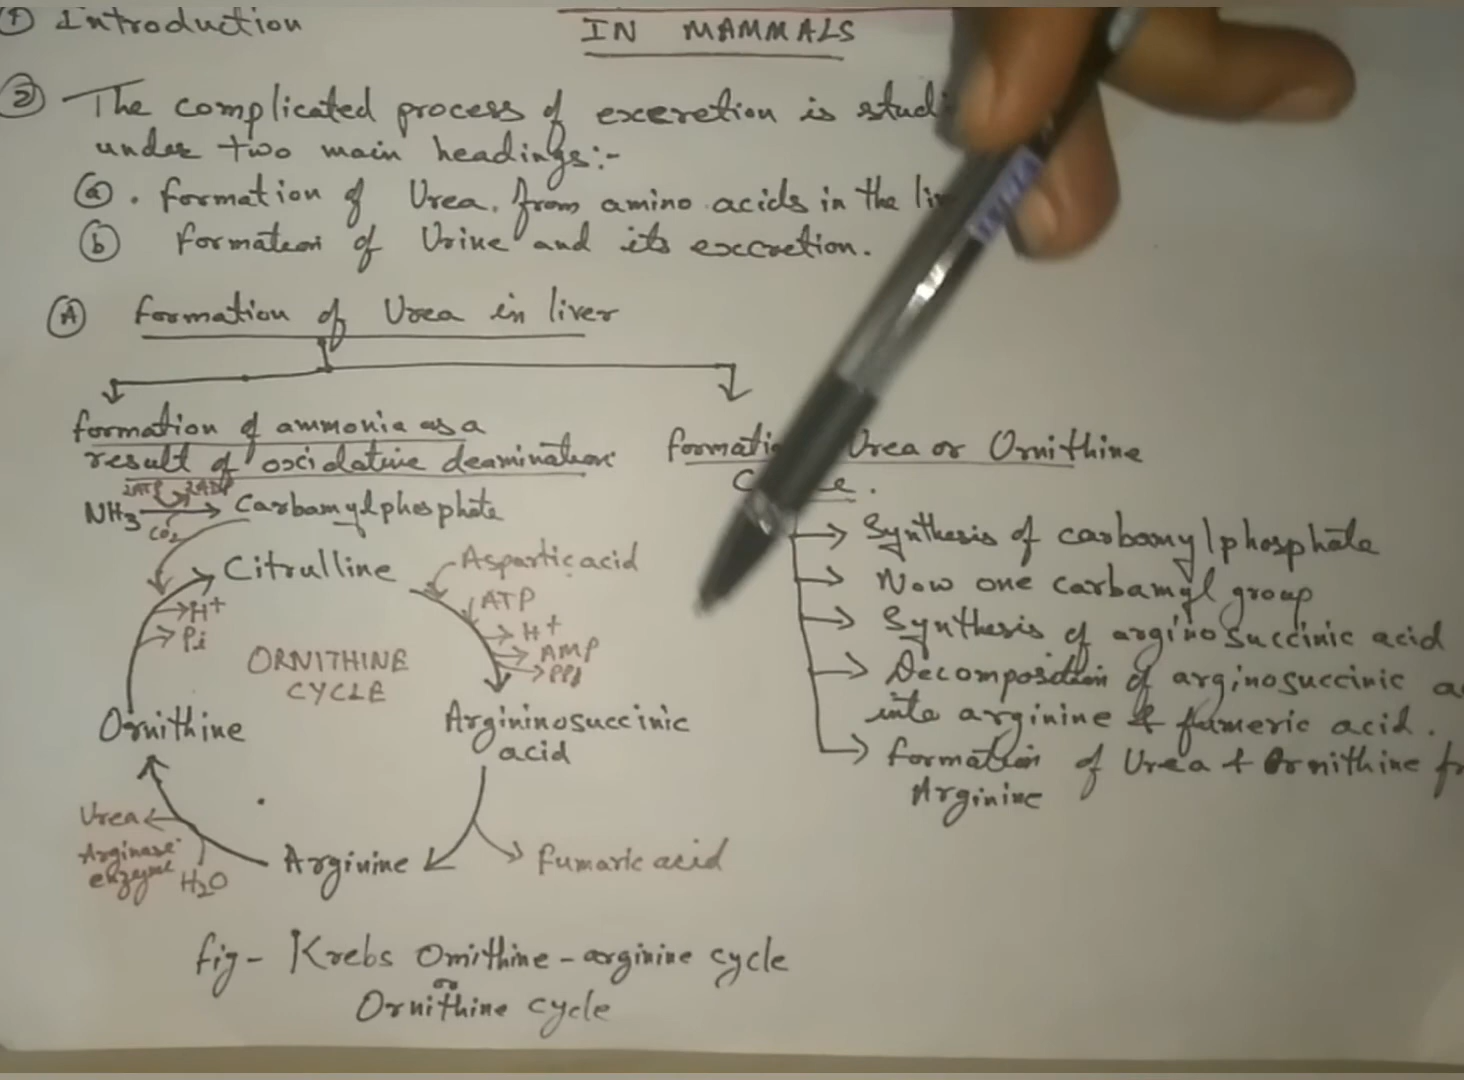 ① Introduction
IN MAMMALS
② The complicated process of exceretion is
under two main headings:-
ⓐ. formation of Urea. from amino acids in the
ⓑ Formation of Urine and its exccretion.
Ⓐ formation of Urea in liver
formation of ammonia as a
result of oxidative deamination
2ATP 2ADP
NH3 → Carbamylphosphate
CO2
Citrulline
H+
Pi
Aspartic acid
ATP
H+
AMP
PPi
ORNITHINE
CYCLE
Ornithine
Argininosuccinic
acid
Urea
Arginase
enzyme
H2O
Arginine
fumaric acid
fig- Krebs Ornithine-arginine cycle
or
Ornithine cycle
Urea or Ornithine
Synthesis of carbamylphosphate
Now one carbamyl group
Synthesis of arginosuccinic acid
Decomposition of arginosuccinic
into arginine & fumeric acid.
formation of Urea + Ornithine
Arginine